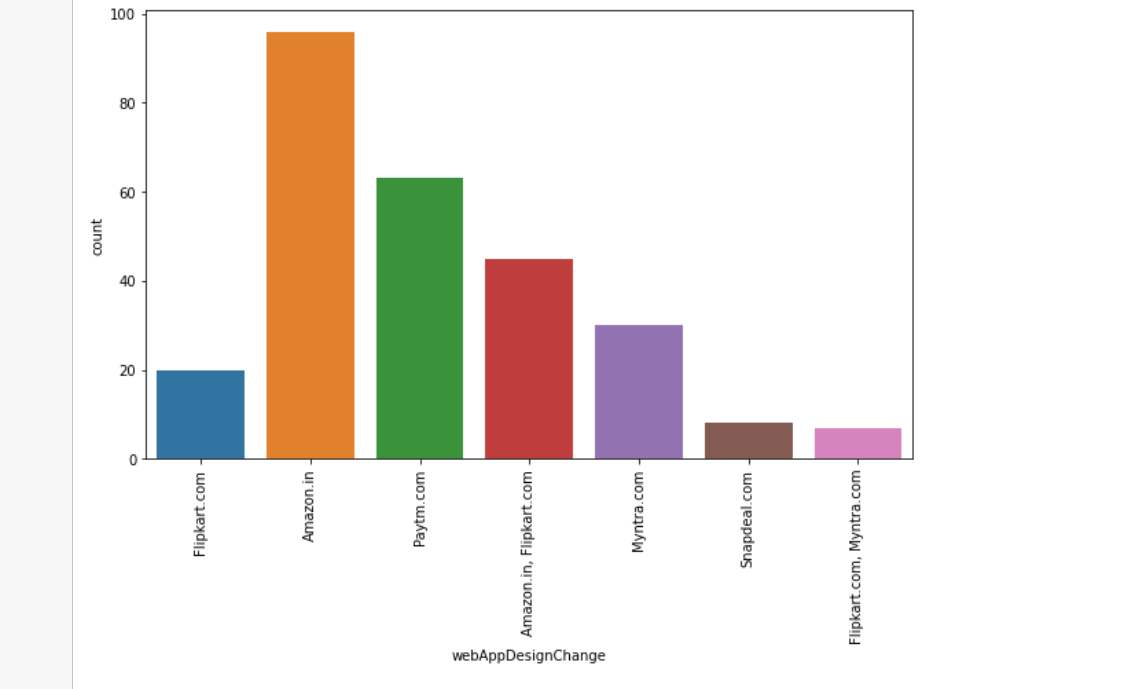 100
80
60
40
20
0
count
Flipkart.com
Amazon.in
Paytm.com
Amazon.in, Flipkart.com
Myntra.com
Snapdeal.com
Flipkart.com, Myntra.com
webAppDesignChange